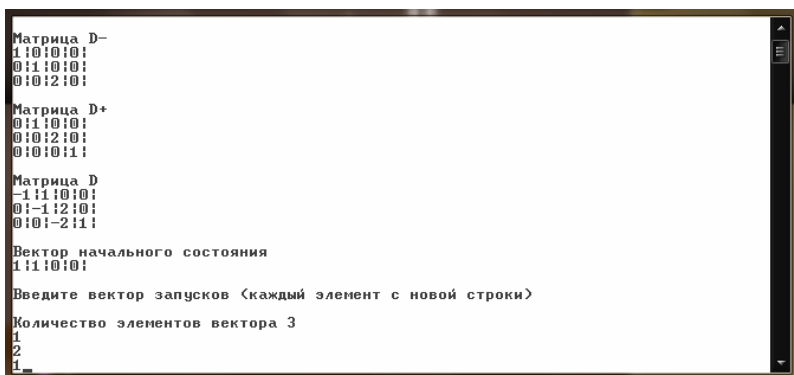 Матрица D-
1¦0¦0¦0¦
0¦1¦0¦0¦
0¦0¦2¦0¦
Матрица D+
0¦1¦0¦0¦
0¦0¦2¦0¦
0¦0¦0¦1¦
Матрица D
-1¦1¦0¦0¦
0¦-1¦2¦0¦
0¦0¦-2¦1¦
Вектор начального состояния
1¦1¦0¦0¦
Введите вектор запусков (каждый элемент с новой строки)
Количество элементов вектора 3
1
2
1_